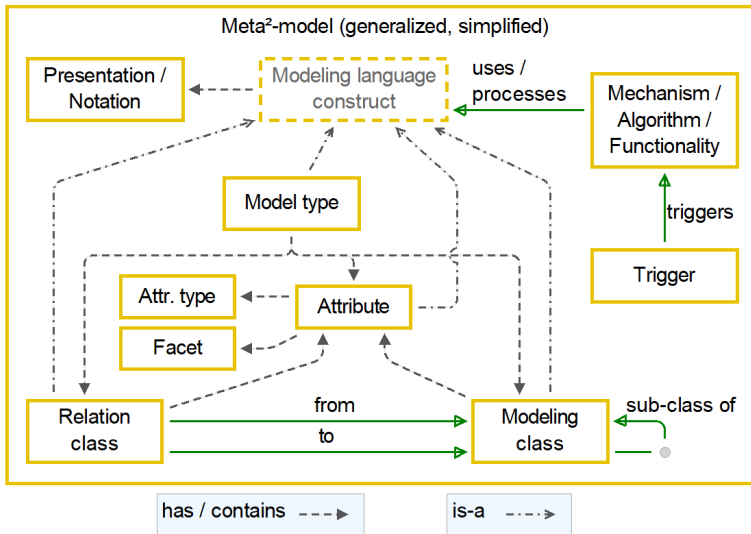 Meta²-model (generalized, simplified)
Presentation /
Notation
Modeling language
construct
uses /
processes
Mechanism /
Algorithm /
Functionality
Model type
triggers
Trigger
Attr. type
Attribute
Facet
Relation
class
from
to
Modeling
class
sub-class of
has / contains
is-a